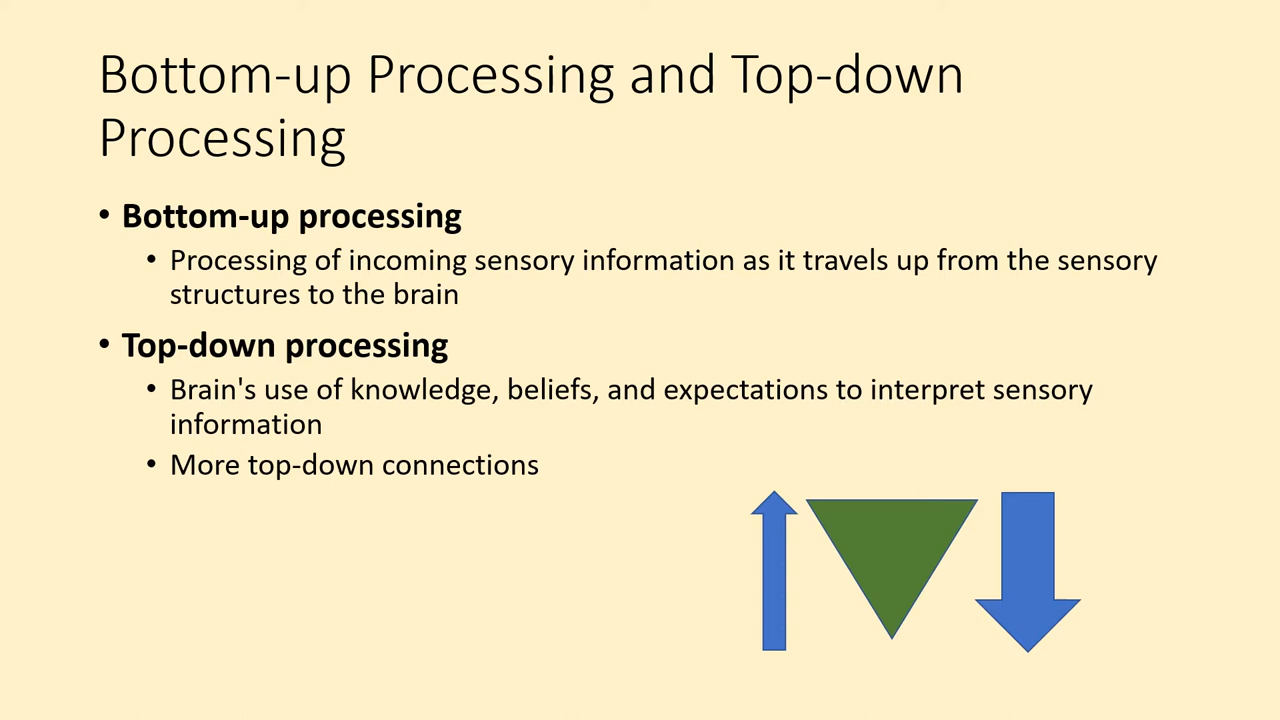 Bottom-up Processing and Top-down
Processing
• Bottom-up processing
• Processing of incoming sensory information as it travels up from the sensory
structures to the brain
• Top-down processing
• Brain's use of knowledge, beliefs, and expectations to interpret sensory
information
• More top-down connections